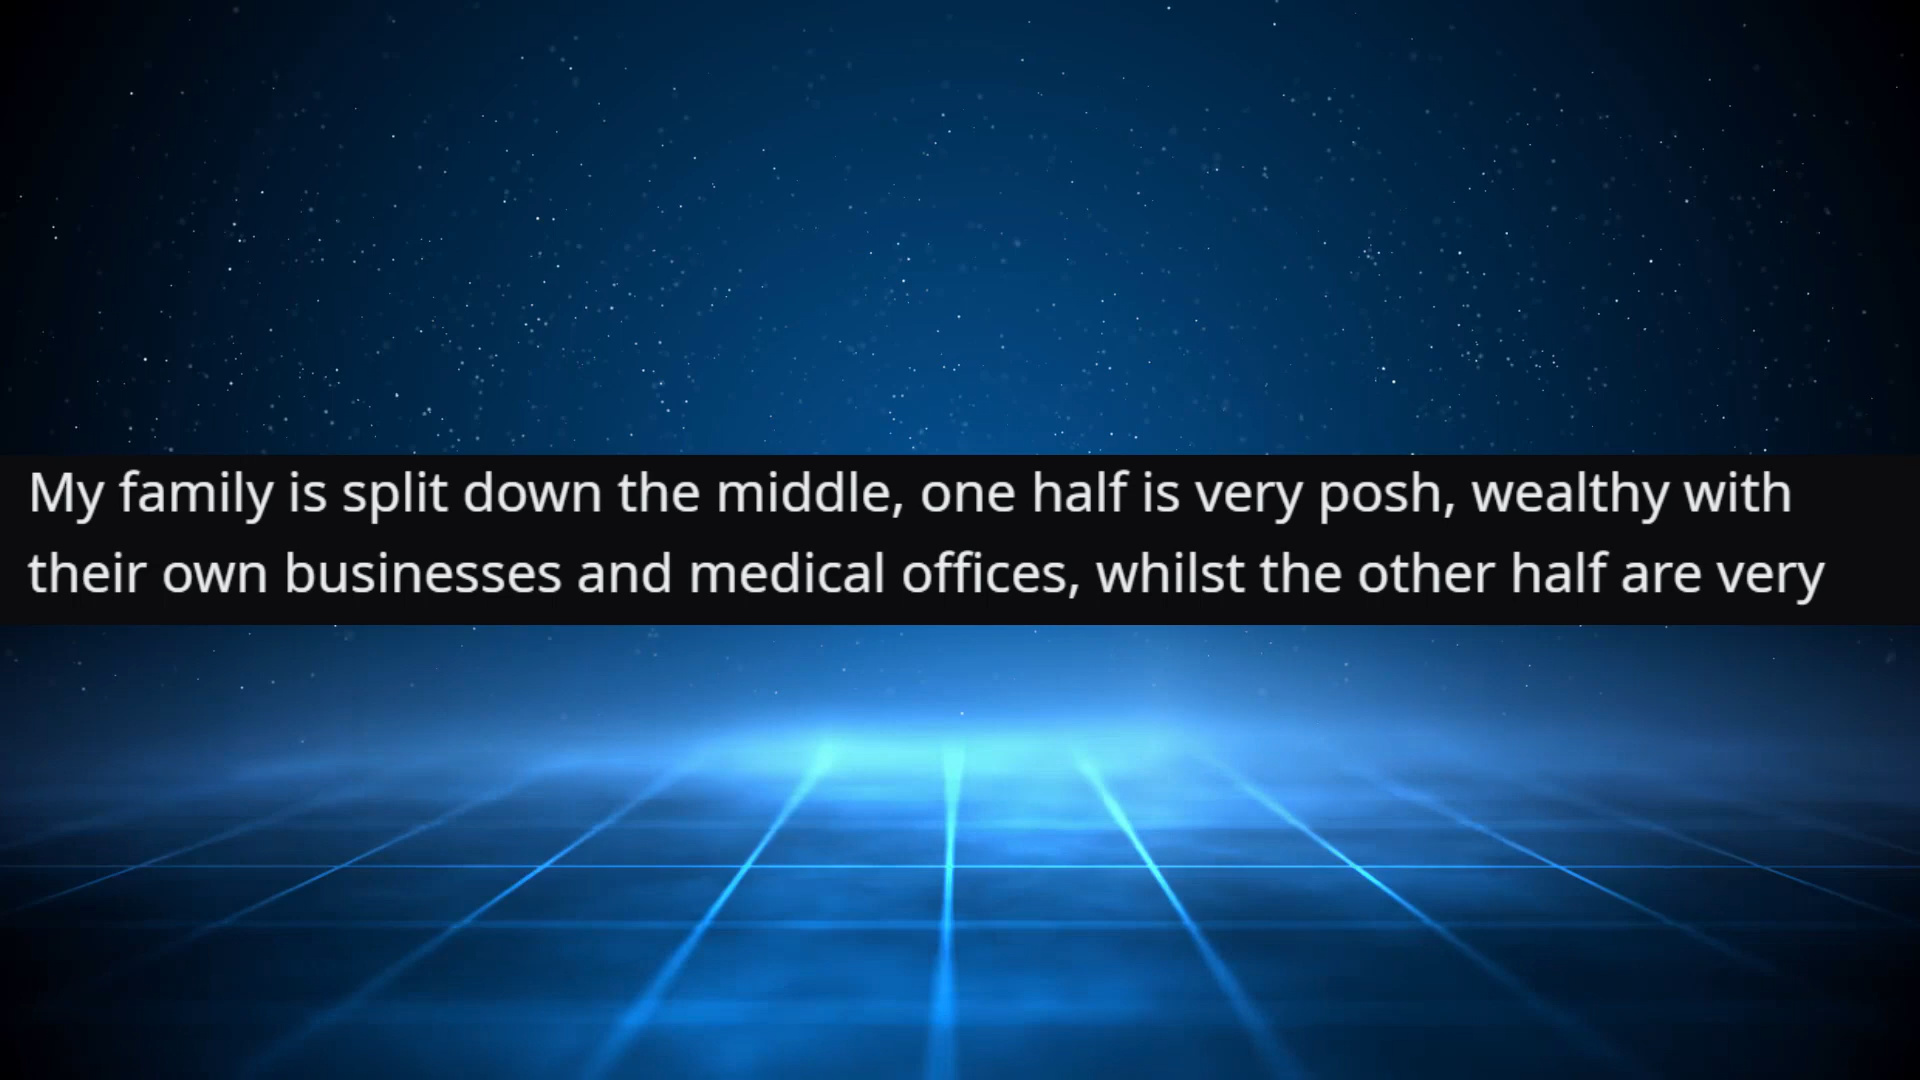 My family is split down the middle, one half is very posh, wealthy with
their own businesses and medical offices, whilst the other half are very